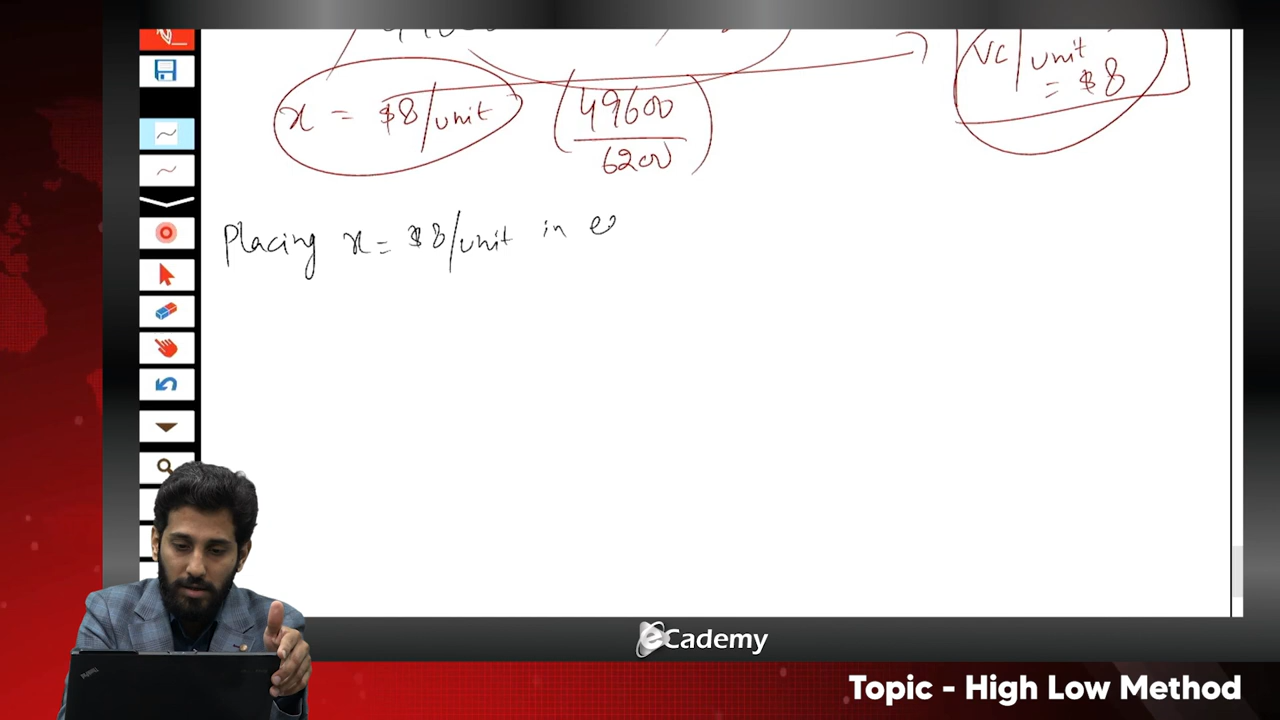 VC/unit
= $8
x = $8/unit (49600/6200)
Placing x = $8/unit in e
eCademy
Topic - High Low Method